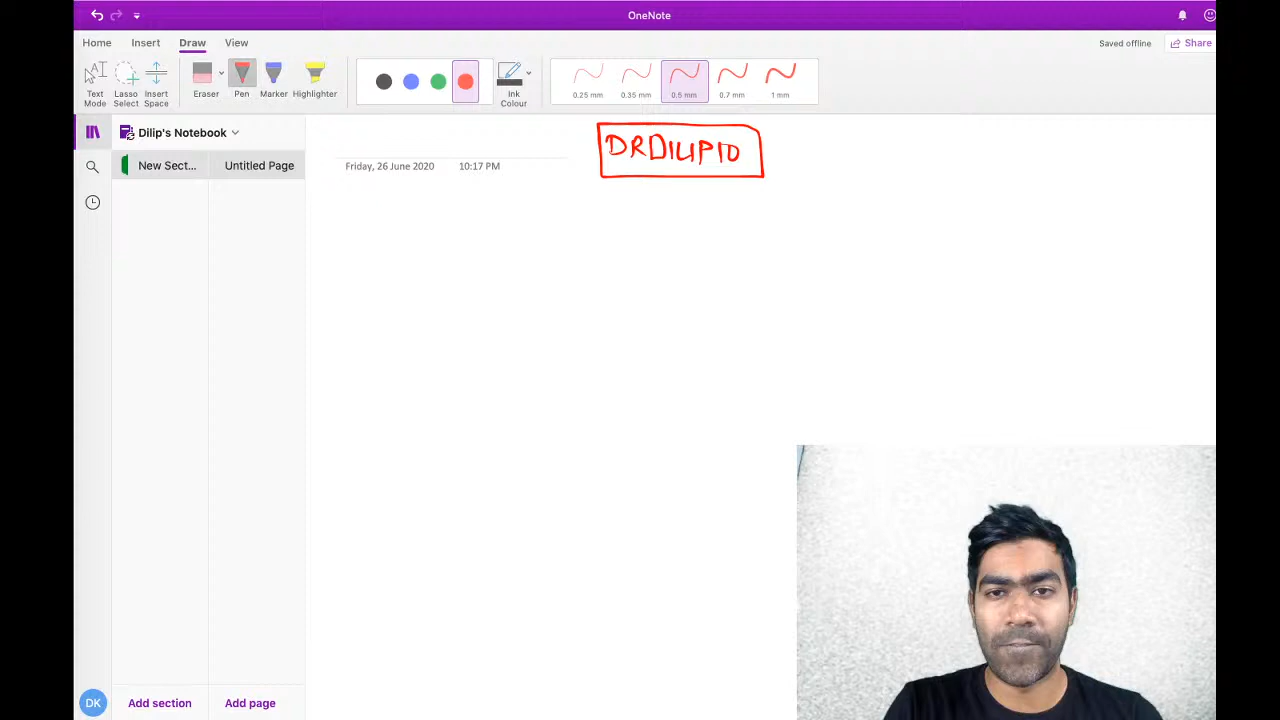 OneNote
Home Insert Draw View
Saved offline
Share
Text Mode
Lasso Select
Insert Space
Eraser
Pen
Marker
Highlighter
Ink Colour
0.25 mm
0.35 mm
0.5 mm
0.7 mm
1 mm
Dilip's Notebook
New Sect...
Untitled Page
Friday, 26 June 2020 10:17 PM
DRDILIP10
DK
Add section
Add page